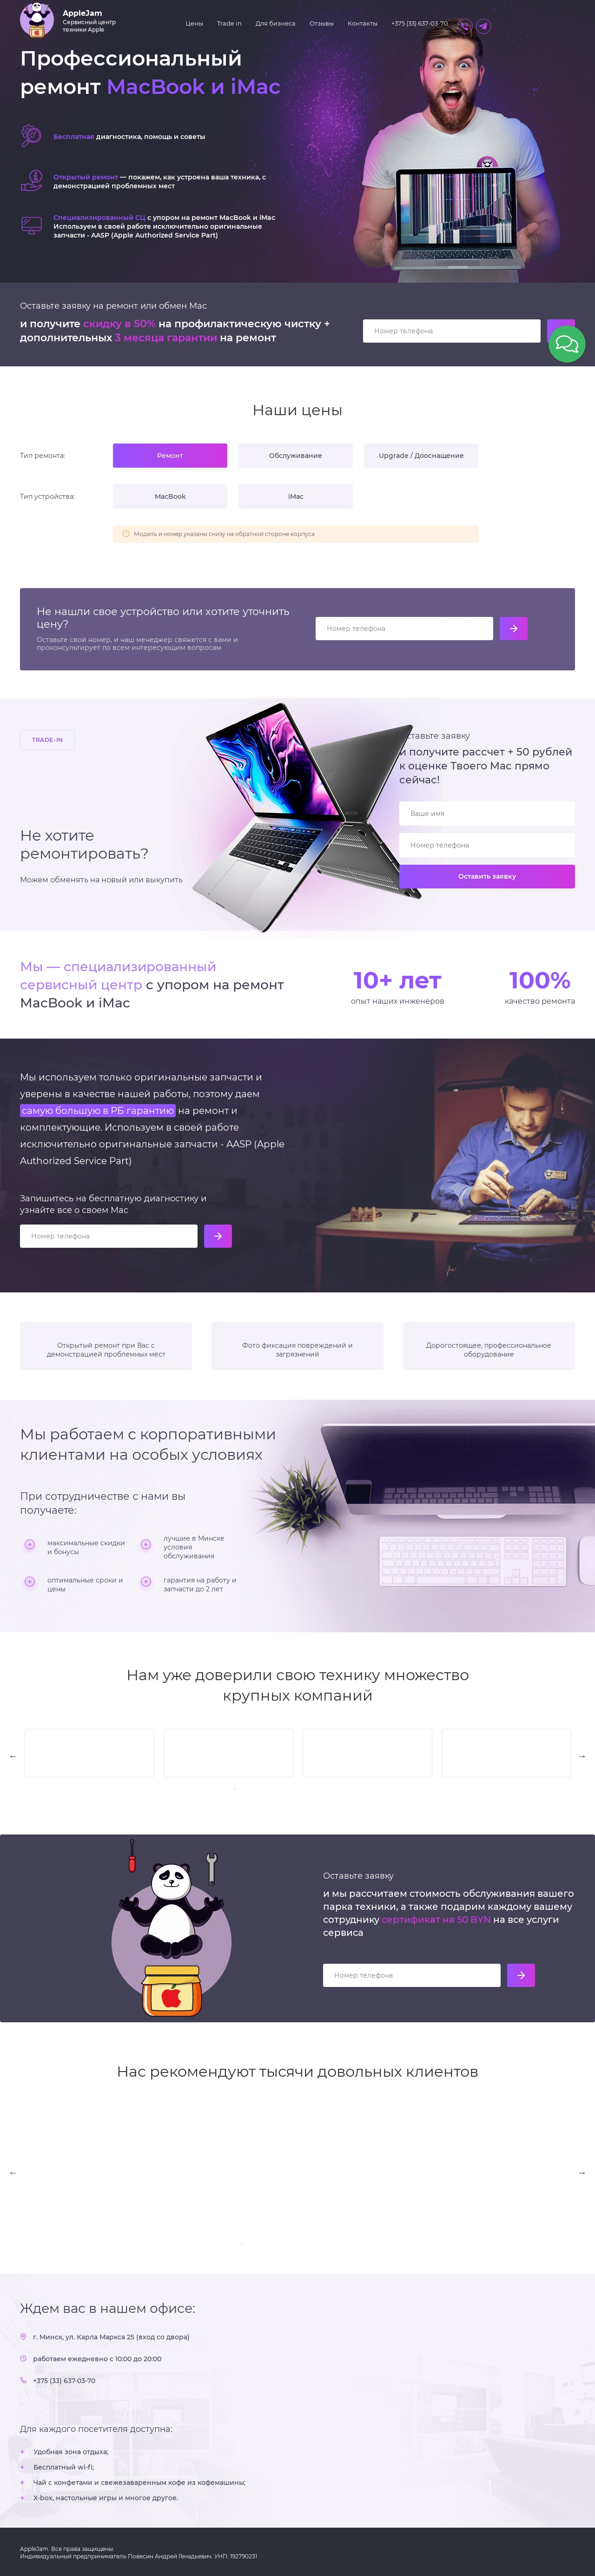 AppleJam
Сервисный центр
техники Apple
Цены
Trade in
Для бизнеса
Отзывы
Контакты
+375 (33) 637-03-70
Профессиональный
ремонт MacBook и iMac
Бесплатная диагностика, помощь и советы
Открытый ремонт — покажем, как устроена ваша техника, с
демонстрацией проблемных мест
Специализированный СЦ с упором на ремонт MacBook и iMac
Используем в своей работе исключительно оригинальные
запчасти - AASP (Apple Authorized Service Part)
Оставьте заявку на ремонт или обмен Mac
и получите скидку в 50% на профилактическую чистку +
дополнительных 3 месяца гарантии на ремонт
Номер телефона
Наши цены
Тип ремонта:
Ремонт
Обслуживание
Upgrade / Дооснащение
Тип устройства:
MacBook
iMac
Модель и номер указаны снизу на обратной стороне корпуса
Не нашли свое устройство или хотите уточнить
цену?
Оставьте свой номер, и наш менеджер свяжется с вами и
проконсультирует по всем интересующим вопросам
Номер телефона
TRADE-IN
Не хотите
ремонтировать?
Можем обменять на новый или выкупить
Оставьте заявку
и получите рассчет + 50 рублей
к оценке Твоего Mac прямо
сейчас!
Ваше имя
Номер телефона
Оставить заявку
Мы — специализированный
сервисный центр с упором на ремонт
MacBook и iMac
10+ лет
опыт наших инженеров
100%
качество ремонта
Мы используем только оригинальные запчасти и
уверены в качестве нашей работы, поэтому даем
самую большую в РБ гарантию на ремонт и
комплектующие. Используем в своей работе
исключительно оригинальные запчасти - AASP (Apple
Authorized Service Part)
Запишитесь на бесплатную диагностику и
узнайте все о своем Mac
Номер телефона
Открытый ремонт при Вас с
демонстрацией проблемных мест
Фото фиксация повреждений и
загрязнений
Дорогостоящее, профессиональное
оборудование
Мы работаем с корпоративными
клиентами на особых условиях
При сотрудничестве с нами вы
получаете:
максимальные скидки
и бонусы
лучшие в Минске
условия
обслуживания
оптимальные сроки и
цены
гарантия на работу и
запчасти до 2 лет
Нам уже доверили свою технику множество
крупных компаний
←
→
Оставьте заявку
и мы рассчитаем стоимость обслуживания вашего
парка техники, а также подарим каждому вашему
сотруднику сертификат на 50 BYN на все услуги
сервиса
Номер телефона
Нас рекомендуют тысячи довольных клиентов
←
→
Ждем вас в нашем офисе:
г. Минск, ул. Карла Маркса 25 (вход со двора)
работаем ежедневно с 10:00 до 20:00
+375 (33) 637-03-70
Для каждого посетителя доступна:
+ Удобная зона отдыха;
+ Бесплатный wi-fi;
+ Чай с конфетами и свежезаваренным кофе из кофемашины;
+ X-box, настольные игры и многое другое.
AppleJam. Все права защищены.
Индивидуальный предприниматель Повесин Андрей Генадьевич. УНП: 192790231